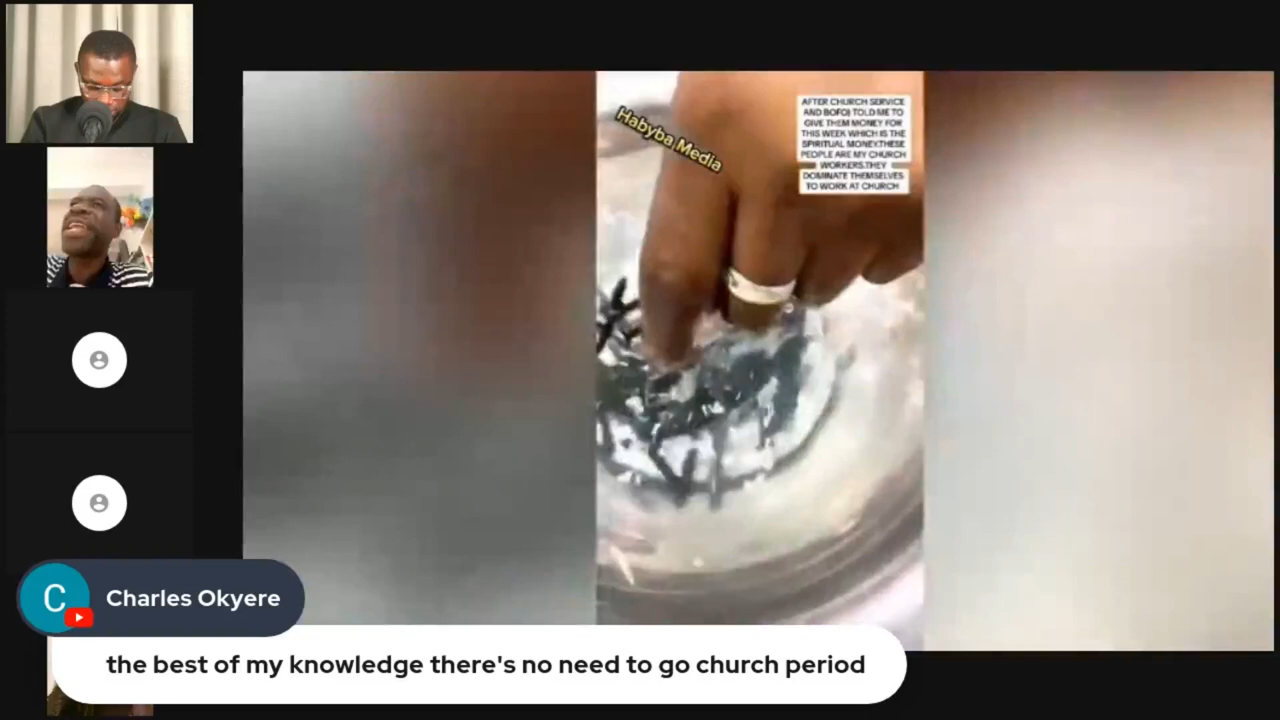 Habyba Media
AFTER CHURCH SERVICE
AND BOFO) TOLD ME TO
GIVE THEM MONEY FOR
THIS WEEK WHICH IS THE
SPIRITUAL MONEY.THESE
PEOPLE ARE MY CHURCH
WORKERS.THEY
DOMINATE THEMSELVES
TO WORK AT CHURCH
C
Charles Okyere
the best of my knowledge there's no need to go church period